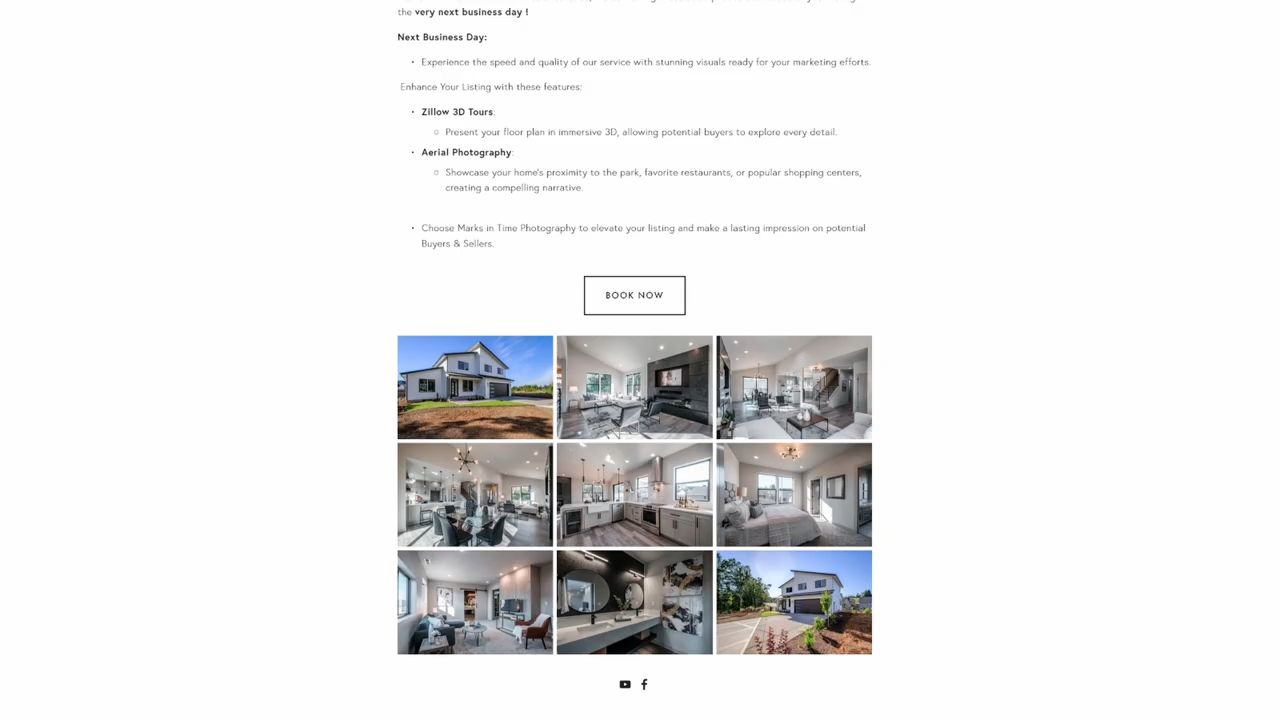 the very next business day !
Next Business Day:
• Experience the speed and quality of our service with stunning visuals ready for your marketing efforts.
Enhance Your Listing with these features:
• Zillow 3D Tours:
○ Present your floor plan in immersive 3D, allowing potential buyers to explore every detail.
• Aerial Photography:
○ Showcase your home's proximity to the park, favorite restaurants, or popular shopping centers,
creating a compelling narrative.
• Choose Marks in Time Photography to elevate your listing and make a lasting impression on potential
Buyers & Sellers.
BOOK NOW